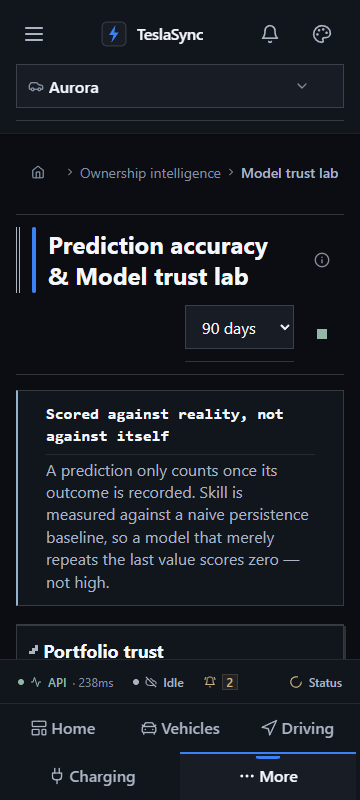 TeslaSync
Aurora
Ownership intelligence
Model trust lab
Prediction accuracy
& Model trust lab
90 days
Scored against reality, not
against itself
A prediction only counts once its
outcome is recorded. Skill is
measured against a naive persistence
baseline, so a model that merely
repeats the last value scores zero —
not high.
Portfolio trust
API · 238ms
Idle
2
Status
Home
Vehicles
Driving
Charging
More